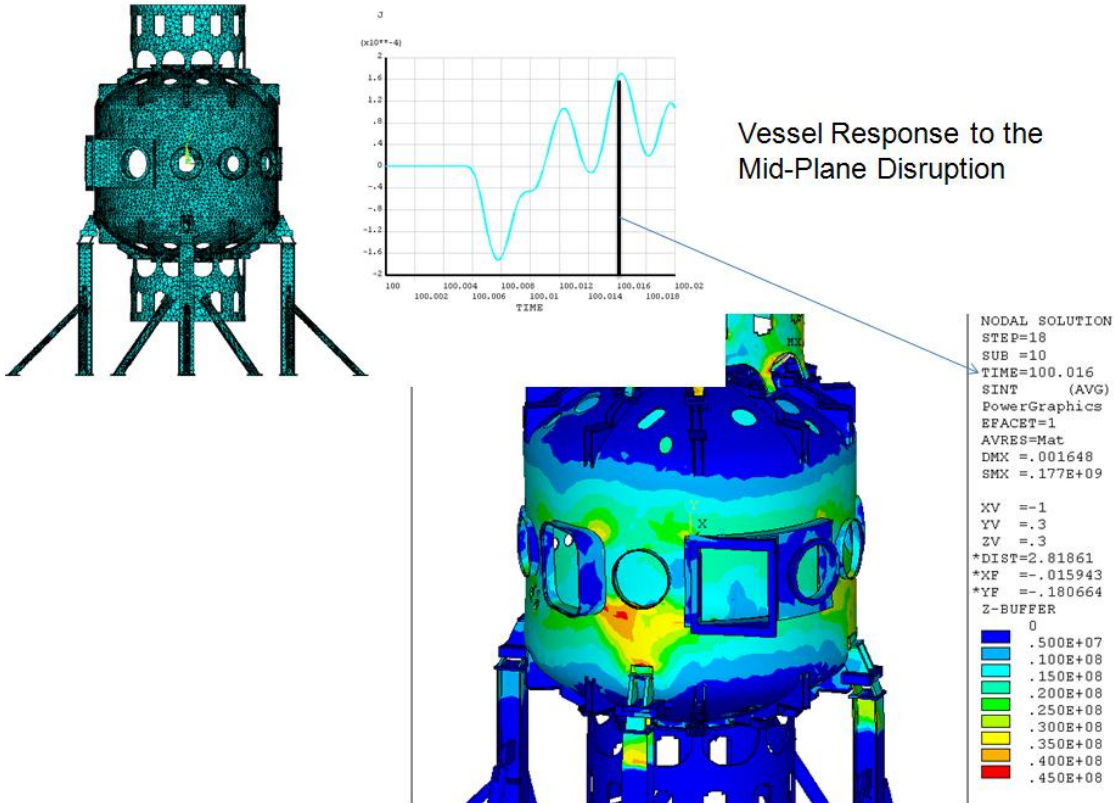 J
(x10**-4)
2
1.6
1.2
.8
.4
0
-.4
-.8
-1.2
-1.6
-2
100
100.002
100.004
100.006
100.008
100.01
100.012
100.014
100.016
100.018
100.02
TIME
Vessel Response to the
Mid-Plane Disruption
MX
Y
X
NODAL SOLUTION
STEP=18
SUB =10
TIME=100.016
SINT (AVG)
PowerGraphics
EFACET=1
AVRES=Mat
DMX =.001648
SMX =.177E+09
XV =-1
YV =.3
ZV =.3
*DIST=2.81861
*XF =-.015943
*YF =-.180664
Z-BUFFER
0
.500E+07
.100E+08
.150E+08
.200E+08
.250E+08
.300E+08
.350E+08
.400E+08
.450E+08